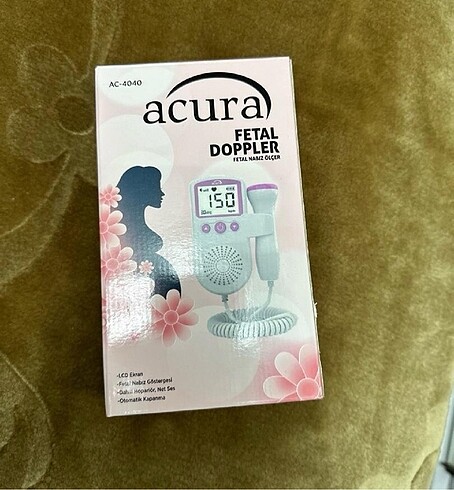 AC-4040
acura
FETAL
DOPPLER
FETAL NABIZ ÖLÇER
150
-LCD Ekran
-Fetal Nabız Göstergesi
-Dahili Hoparlör, Net Ses
-Otomatik Kapanma